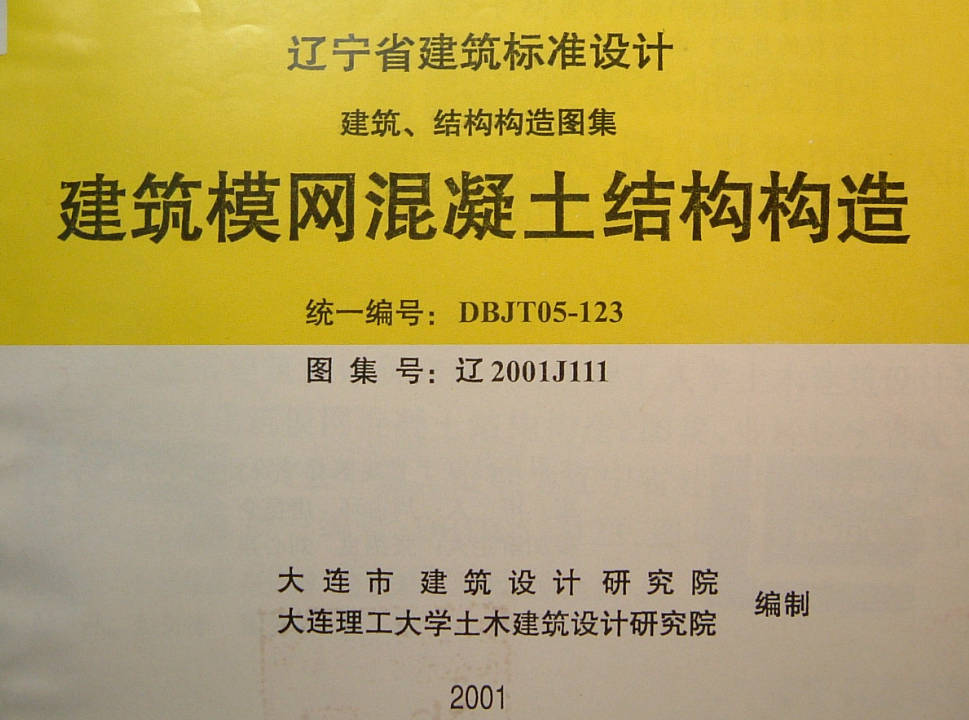 辽宁省建筑标准设计
建筑、结构构造图集
建筑模网混凝土结构构造
统一编号：DBJT05-123
图 集 号：辽2001J111
大连市建筑设计研究院
大连理工大学土木建筑设计研究院 编制
2001